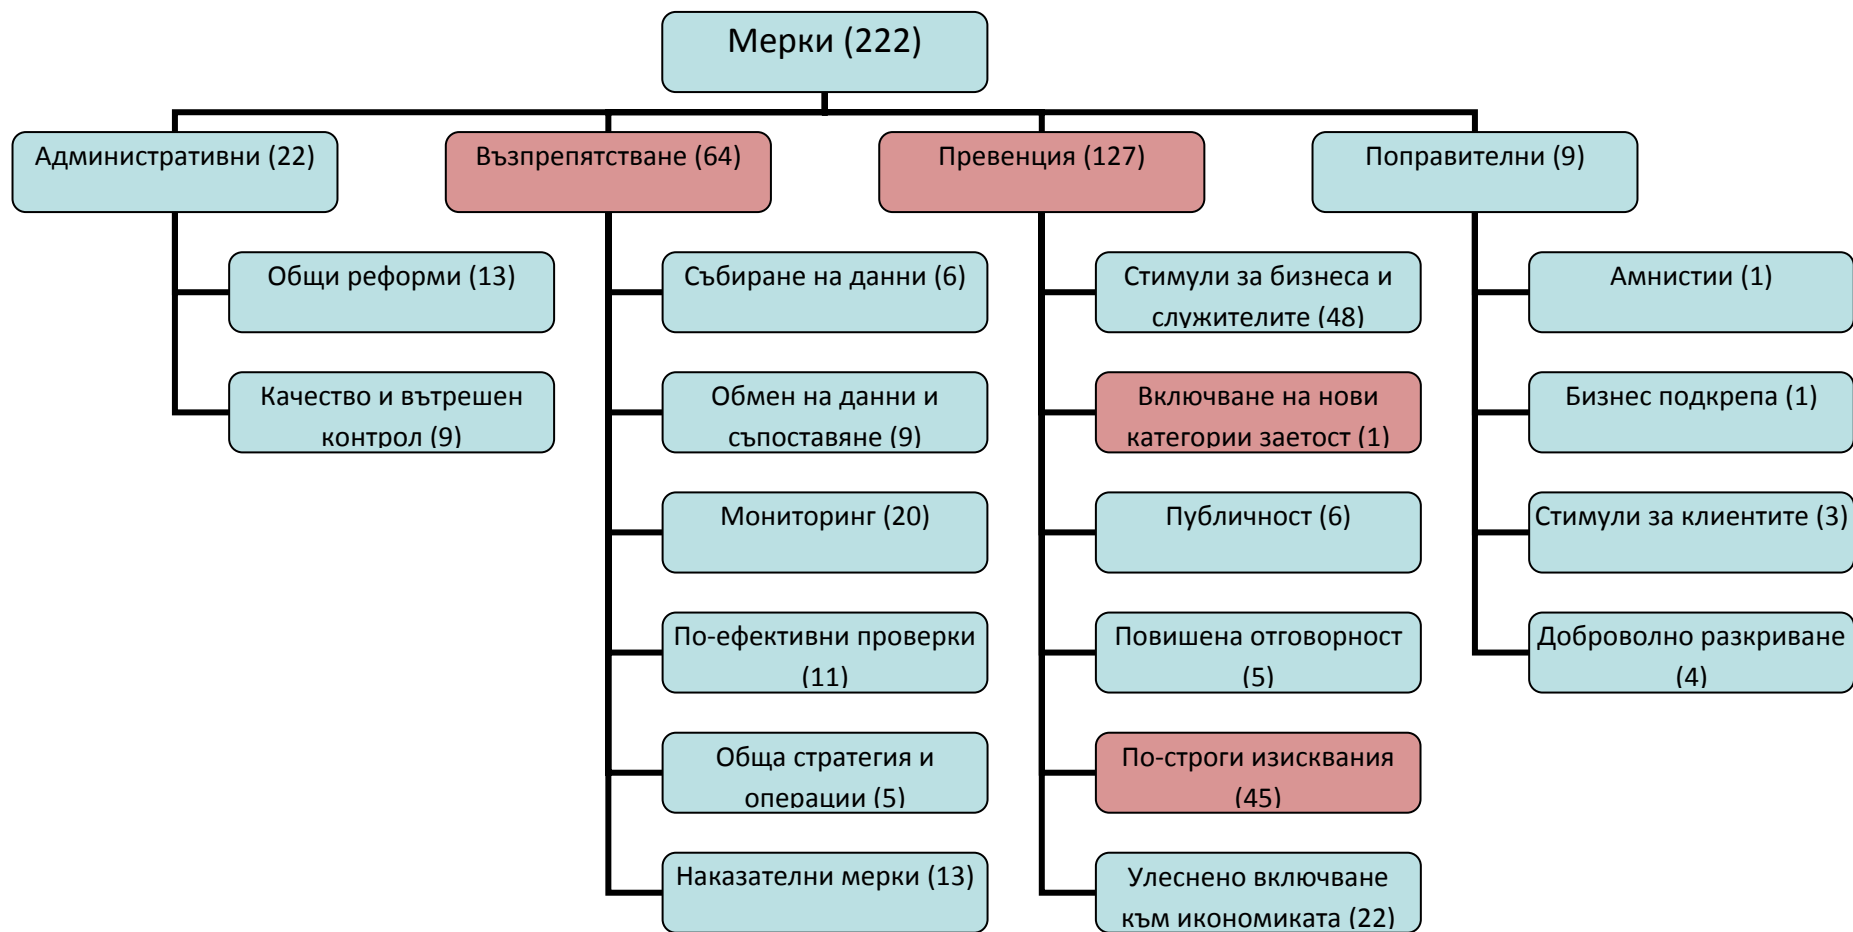 Мерки (222)
Административни (22)
Възпрепятстване (64)
Превенция (127)
Поправителни (9)
Общи реформи (13)
Качество и вътрешен
контрол (9)
Събиране на данни (6)
Обмен на данни и
съпоставяне (9)
Мониторинг (20)
По-ефективни проверки
(11)
Обща стратегия и
операции (5)
Наказателни мерки (13)
Стимули за бизнеса и
служителите (48)
Включване на нови
категории заетост (1)
Публичност (6)
Повишена отговорност
(5)
По-строги изисквания
(45)
Улеснено включване
към икономиката (22)
Амнистии (1)
Бизнес подкрепа (1)
Стимули за клиентите (3)
Доброволно разкриване
(4)